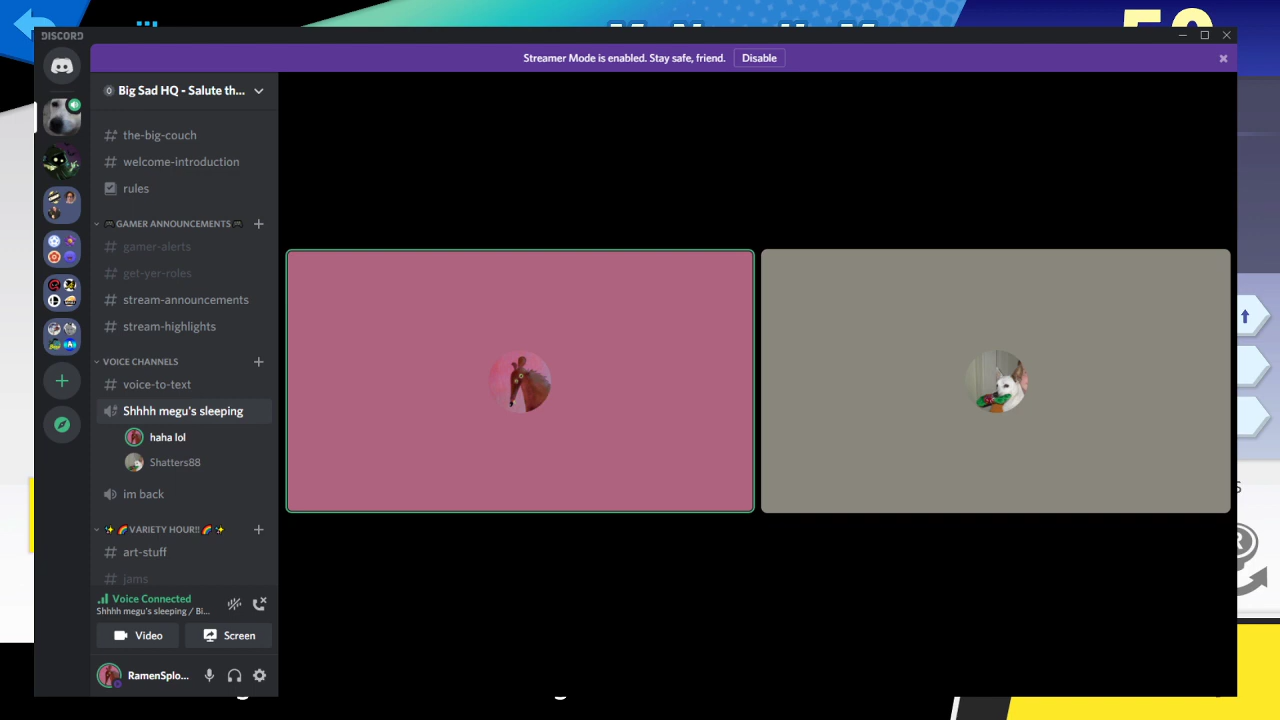 DISCORD
Streamer Mode is enabled. Stay safe, friend.
Disable
Big Sad HQ - Salute th...
the-big-couch
welcome-introduction
rules
GAMER ANNOUNCEMENTS
gamer-alerts
get-yer-roles
stream-announcements
stream-highlights
VOICE CHANNELS
voice-to-text
Shhhh megu's sleeping
haha lol
Shatters88
im back
VARIETY HOUR!!
art-stuff
jams
Voice Connected
Shhhh megu's sleeping / Bi...
Video
Screen
RamenSplo...